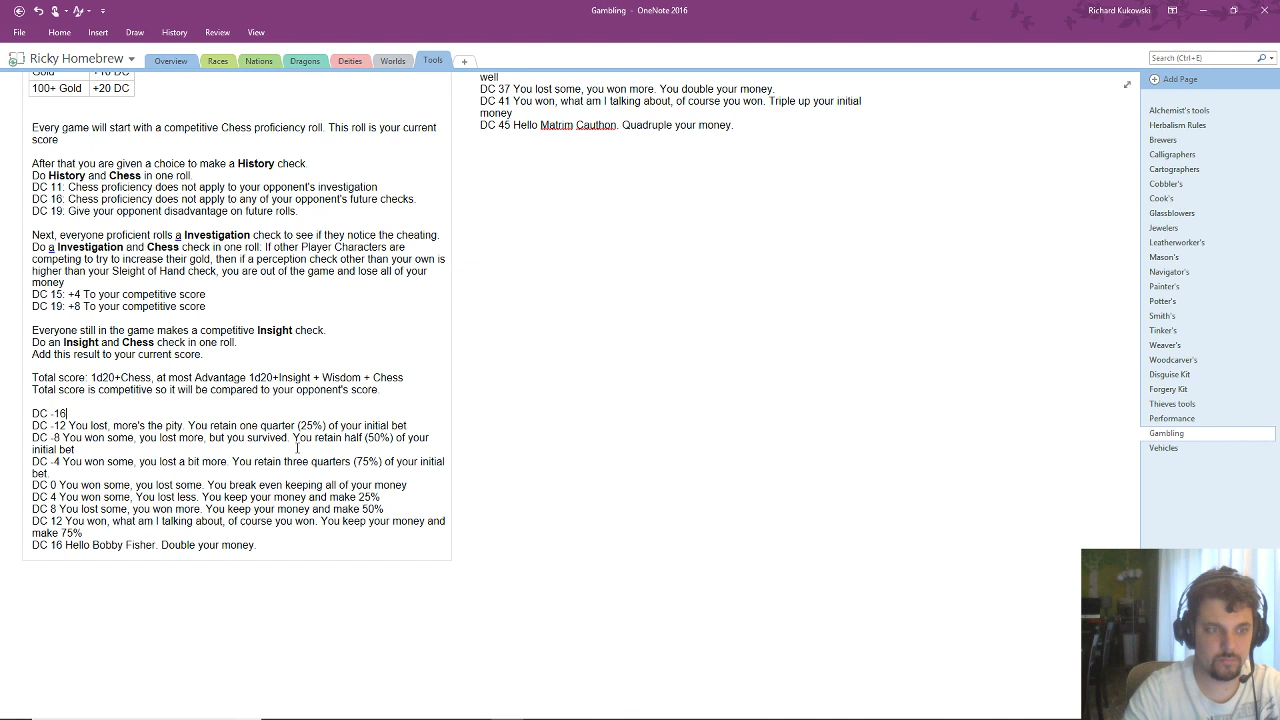 Gambling - OneNote 2016
Richard Kukowski
File Home Insert Draw History Review View
Ricky Homebrew
Overview Races Nations Dragons Deities Worlds Tools
Search (Ctrl+E)
Gold +10 DC
100+ Gold +20 DC
Every game will start with a competitive Chess proficiency roll. This roll is your current
score
After that you are given a choice to make a History check.
Do History and Chess in one roll.
DC 11: Chess proficiency does not apply to your opponent's investigation
DC 16: Chess proficiency does not apply to any of your opponent's future checks.
DC 19: Give your opponent disadvantage on future rolls.
Next, everyone proficient rolls a Investigation check to see if they notice the cheating.
Do a Investigation and Chess check in one roll. If other Player Characters are
competing to try to increase their gold, then if a perception check other than your own is
higher than your Sleight of Hand check, you are out of the game and lose all of your
money
DC 15: +4 To your competitive score
DC 19: +8 To your competitive score
Everyone still in the game makes a competitive Insight check.
Do an Insight and Chess check in one roll.
Add this result to your current score.
Total score: 1d20+Chess, at most Advantage 1d20+Insight + Wisdom + Chess
Total score is competitive so it will be compared to your opponent's score.
DC -16
DC -12 You lost, more's the pity. You retain one quarter (25%) of your initial bet
DC -8 You won some, you lost more, but you survived. You retain half (50%) of your
initial bet
DC -4 You won some, you lost a bit more. You retain three quarters (75%) of your initial
bet.
DC 0 You won some, you lost some. You break even keeping all of your money
DC 4 You won some, You lost less. You keep your money and make 25%
DC 8 You lost some, you won more. You keep your money and make 50%
DC 12 You won, what am I talking about, of course you won. You keep your money and
make 75%
DC 16 Hello Bobby Fisher. Double your money.
well
DC 37 You lost some, you won more. You double your money.
DC 41 You won, what am I talking about, of course you won. Triple up your initial
money
DC 45 Hello Matrim Cauthon. Quadruple your money.
Add Page
Alchemist's tools
Herbalism Rules
Brewers
Calligraphers
Cartographers
Cobbler's
Cook's
Glassblowers
Jewelers
Leatherworker's
Mason's
Navigator's
Painter's
Potter's
Smith's
Tinker's
Weaver's
Woodcarver's
Disguise Kit
Forgery Kit
Thieves tools
Performance
Gambling
Vehicles